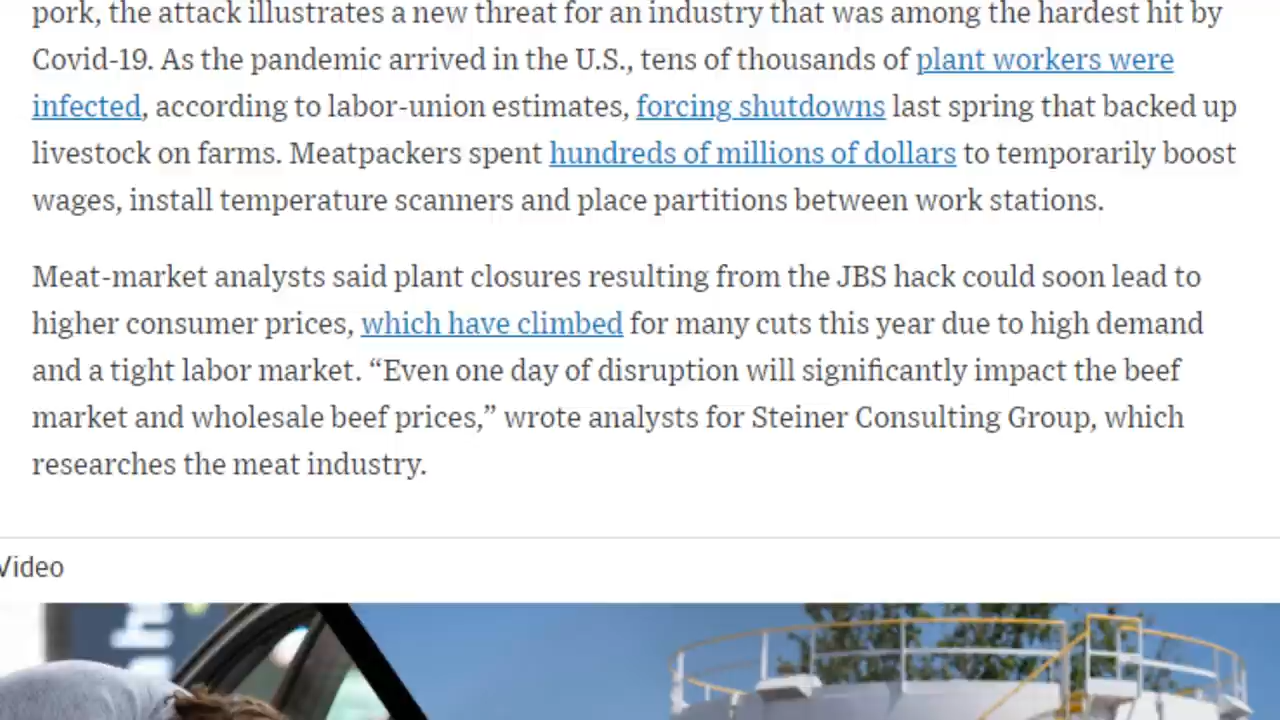 pork, the attack illustrates a new threat for an industry that was among the hardest hit by
Covid-19. As the pandemic arrived in the U.S., tens of thousands of plant workers were
infected, according to labor-union estimates, forcing shutdowns last spring that backed up
livestock on farms. Meatpackers spent hundreds of millions of dollars to temporarily boost
wages, install temperature scanners and place partitions between work stations.
Meat-market analysts said plant closures resulting from the JBS hack could soon lead to
higher consumer prices, which have climbed for many cuts this year due to high demand
and a tight labor market. “Even one day of disruption will significantly impact the beef
market and wholesale beef prices,” wrote analysts for Steiner Consulting Group, which
researches the meat industry.
Video